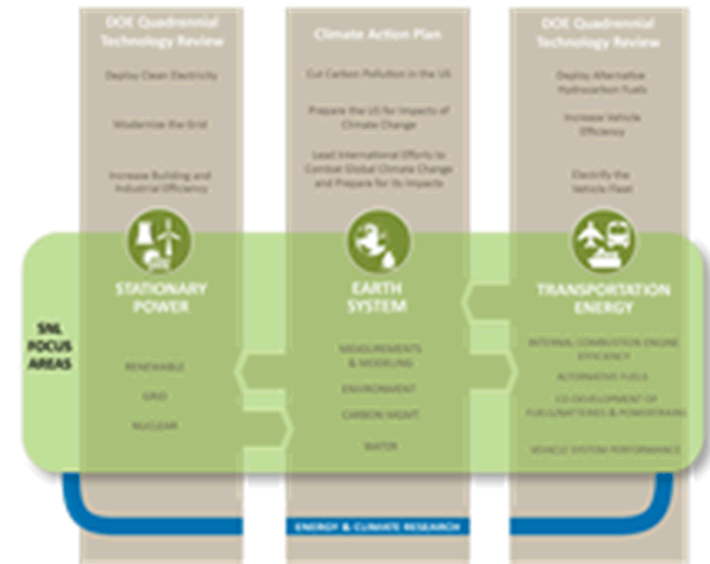 DOE Quadrennial
Technology Review
Deploy Clean Electricity
Modernize the Grid
Increase Building and
Industrial Efficiency
Climate Action Plan
Cut Carbon Pollution in the US
Prepare the US for Impacts of
Climate Change
Lead International Efforts to
Combat Global Climate Change
and Prepare for its Impacts
DOE Quadrennial
Technology Review
Deploy Alternative
Hydrocarbon Fuels
Increase Vehicle
Efficiency
Electrify the
Vehicle Fleet
SNL
FOCUS
AREAS
STATIONARY
POWER
RENEWABLE
GRID
NUCLEAR
EARTH
SYSTEM
MEASUREMENTS
& MODELING
ENVIRONMENT
CARBON MGMT.
WATER
TRANSPORTATION
ENERGY
INTERNAL COMBUSTION ENGINE
EFFICIENCY
ALTERNATIVE FUELS
CO-DEVELOPMENT OF
FUELS/BATTERIES & POWERTRAINS
VEHICLE SYSTEM PERFORMANCE
ENERGY & CLIMATE RESEARCH